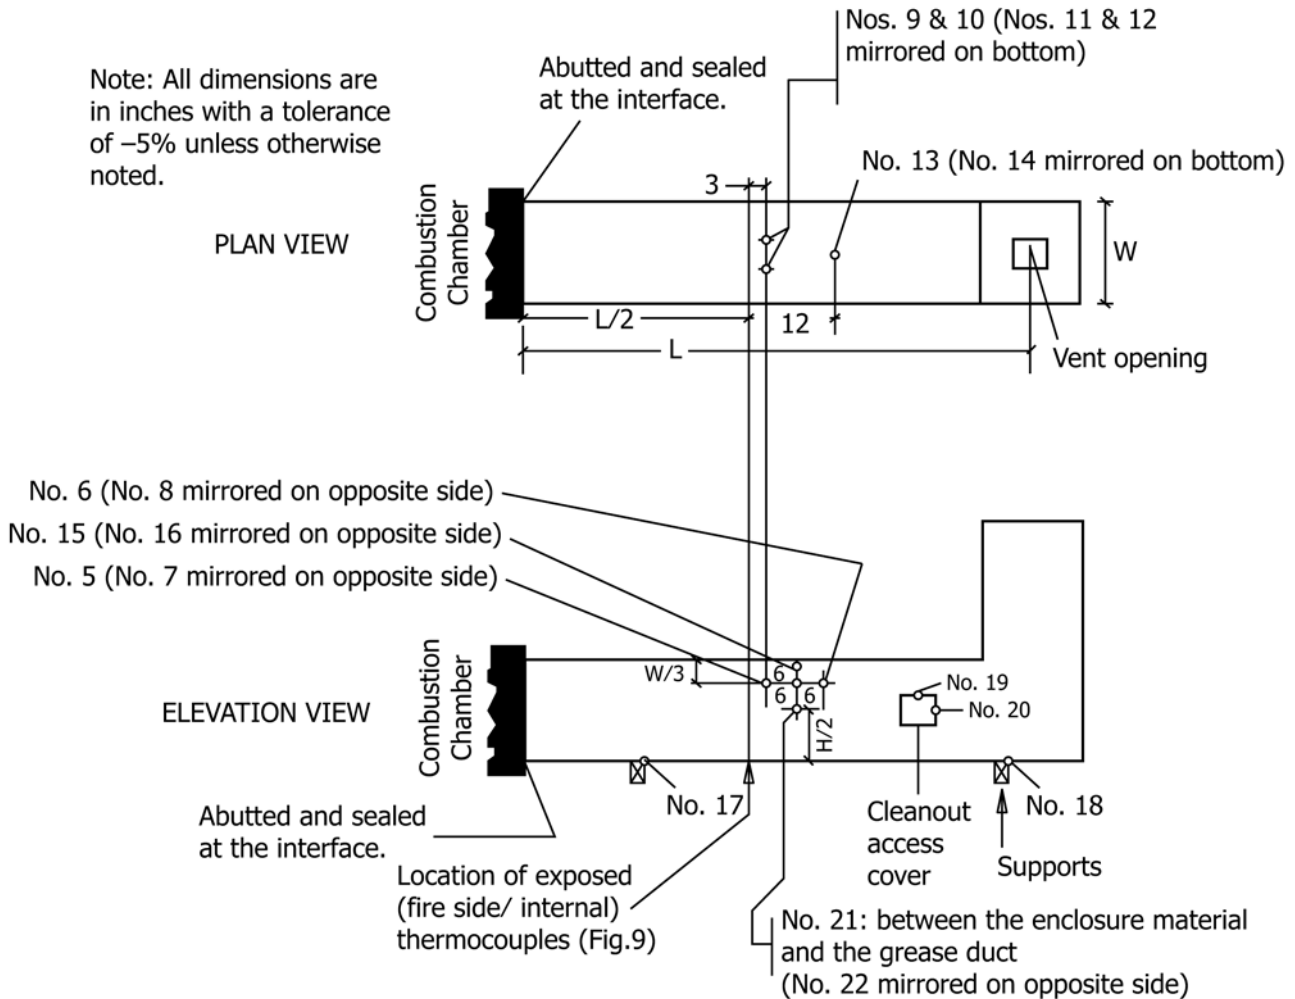 Nos. 9 & 10 (Nos. 11 & 12
mirrored on bottom)
Note: All dimensions are
in inches with a tolerance
of –5% unless otherwise
noted.
Abutted and sealed
at the interface.
No. 13 (No. 14 mirrored on bottom)
3
PLAN VIEW
Combustion
Chamber
W
L/2
12
L
Vent opening
No. 6 (No. 8 mirrored on opposite side)
No. 15 (No. 16 mirrored on opposite side)
No. 5 (No. 7 mirrored on opposite side)
ELEVATION VIEW
Combustion
Chamber
W/3
6
6
6
H/2
No. 19
No. 20
No. 17
No. 18
Abutted and sealed
at the interface.
Cleanout
access
cover
Supports
Location of exposed
(fire side/ internal)
thermocouples (Fig.9)
No. 21: between the enclosure material
and the grease duct
(No. 22 mirrored on opposite side)